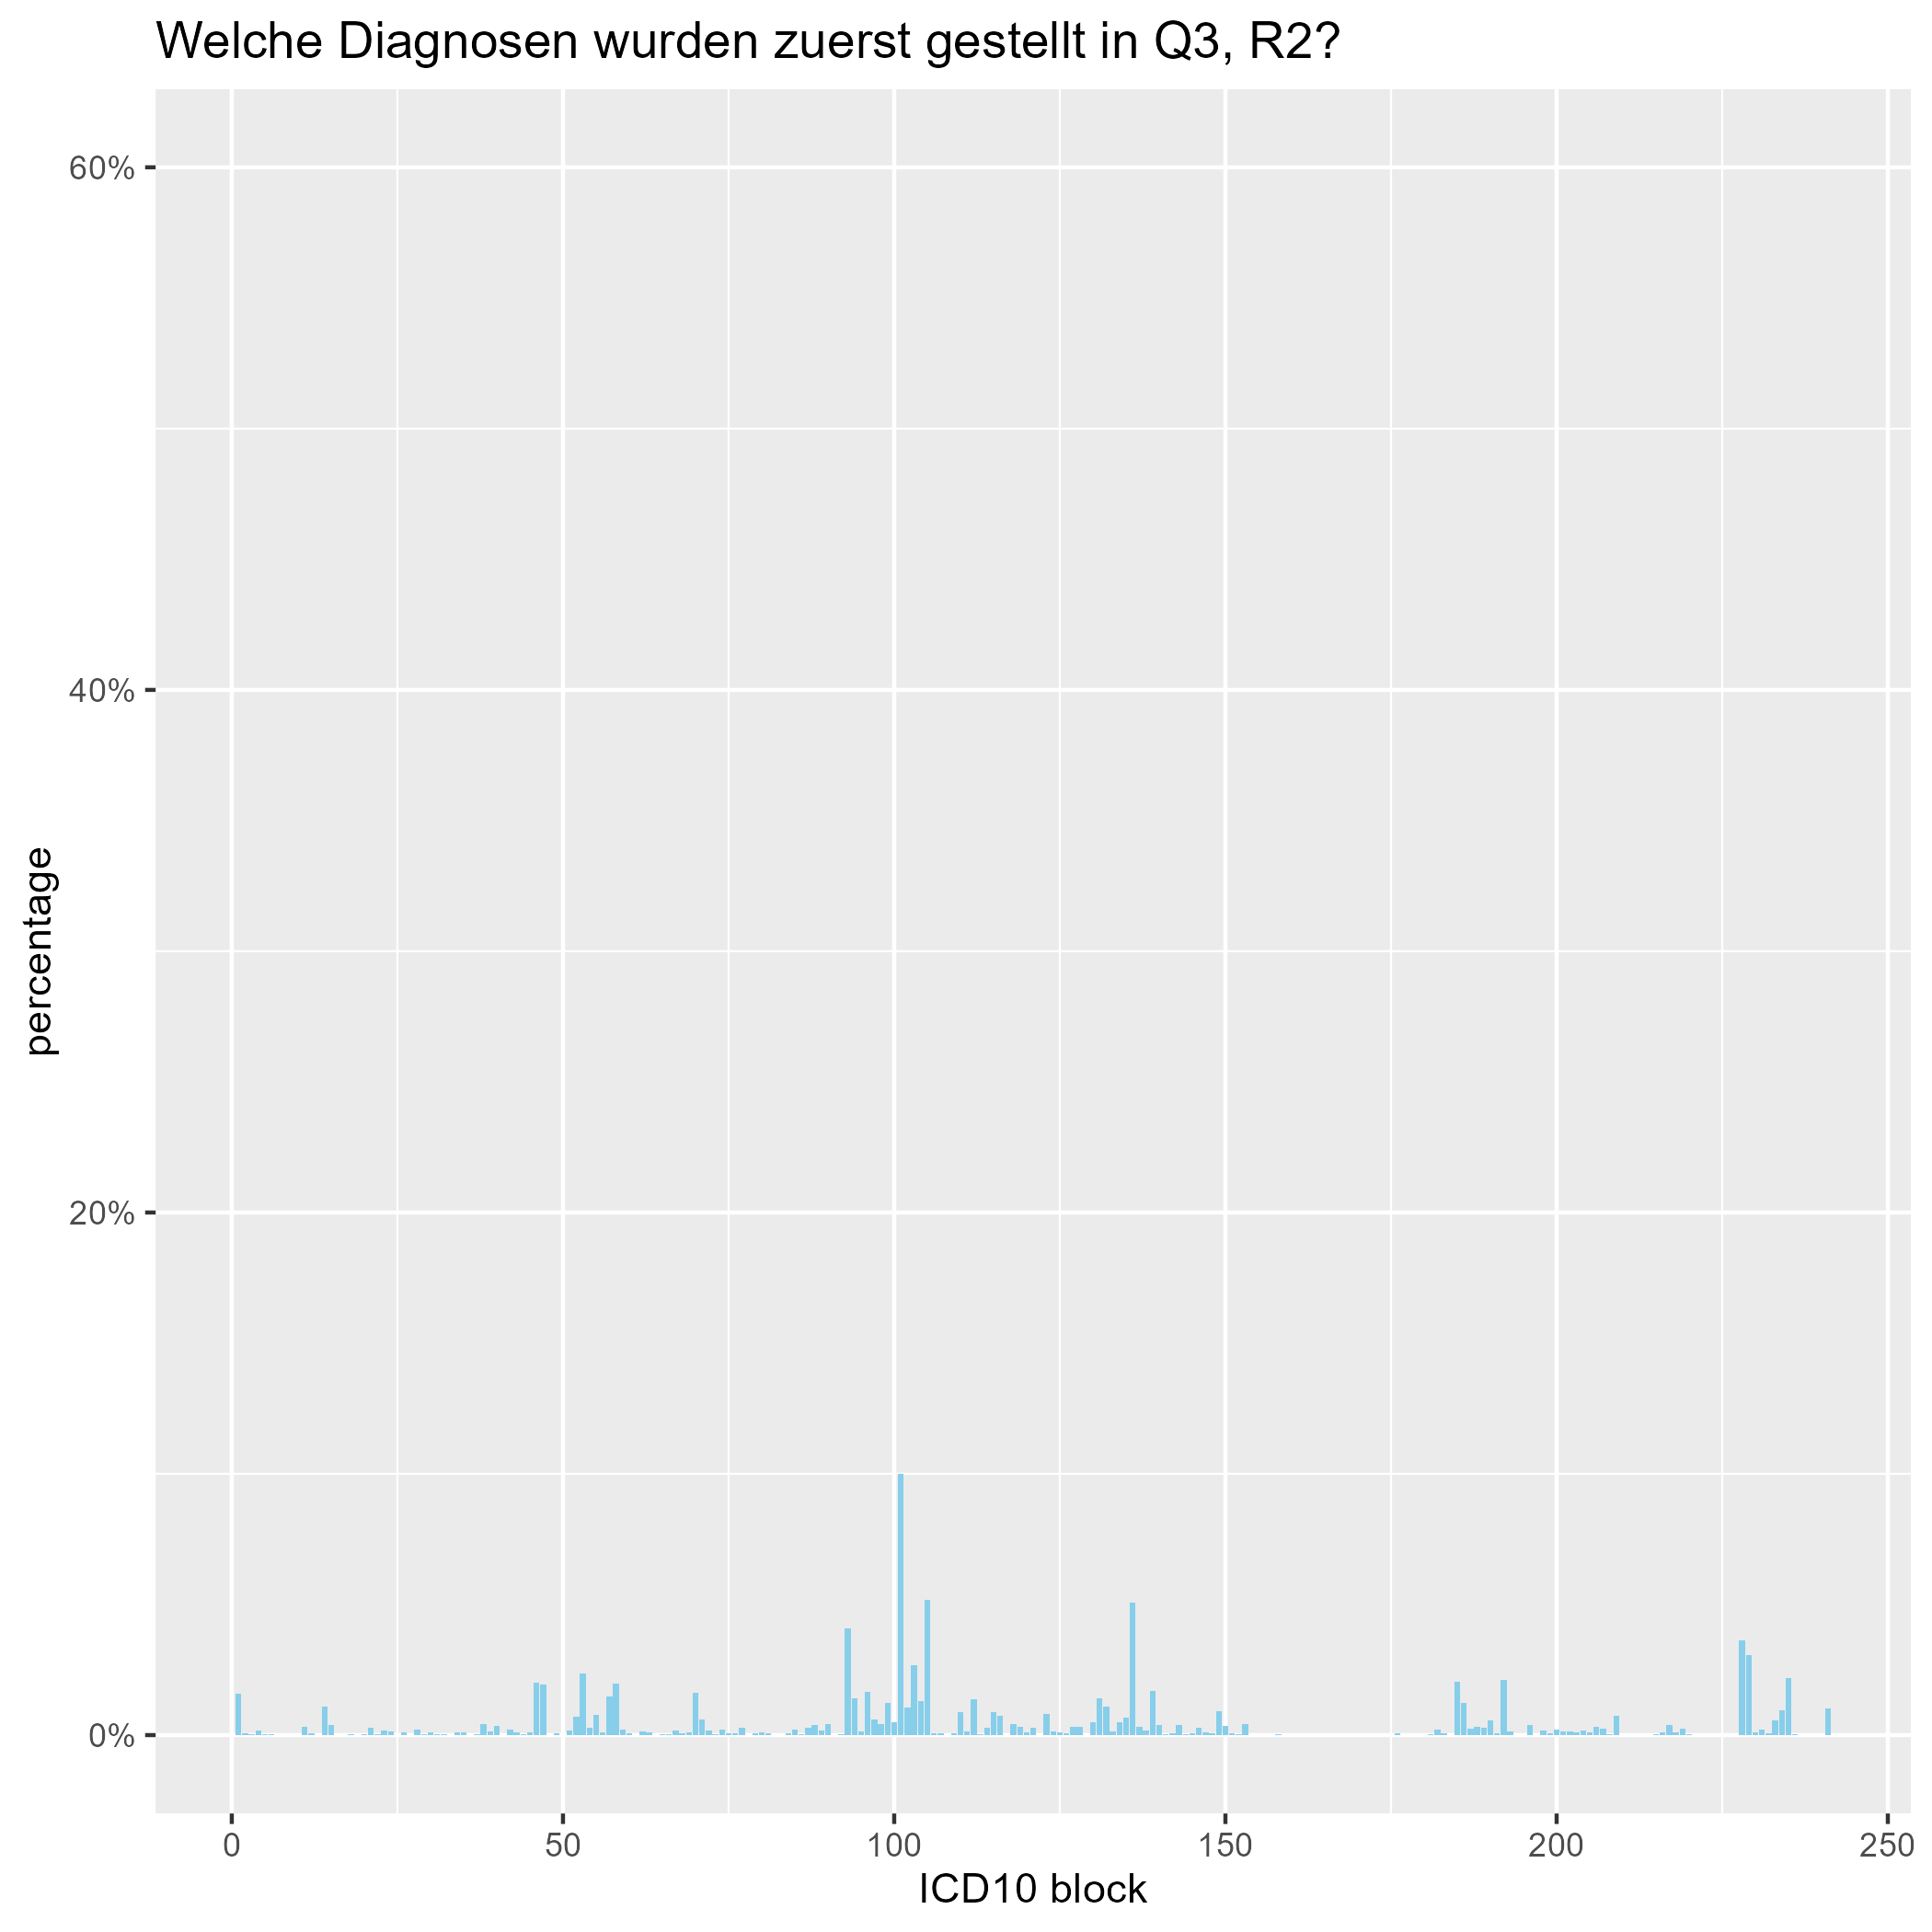 Welche Diagnosen wurden zuerst gestellt in Q3, R2?
60%
40%
20%
0%
percentage
0 50 100 150 200 250
ICD10 block